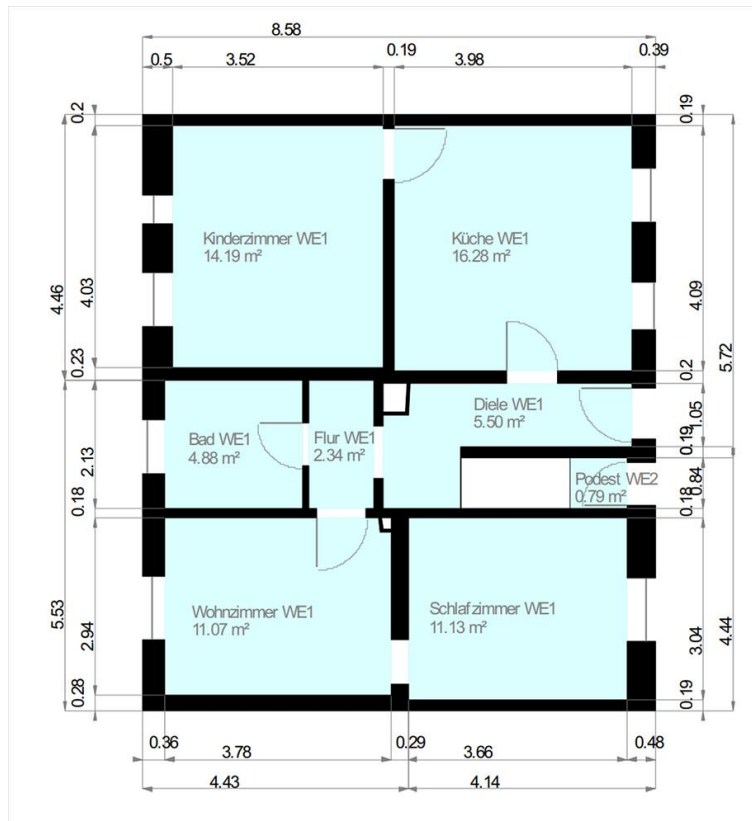 8.58
0.5
3.52
0.19
3.98
0.39
0.2
0.19
Kinderzimmer WE1
14.19 m²
Küche WE1
16.28 m²
4.46
4.03
4.09
5.72
0.23
0.2
Diele WE1
5.50 m²
1.05
Bad WE1
4.88 m²
Flur WE1
2.34 m²
2.13
0.19
Podest WE2
0.79 m²
0.84
0.18
0.18
5.53
2.94
Wohnzimmer WE1
11.07 m²
Schlafzimmer WE1
11.13 m²
3.04
4.44
0.28
0.19
0.36
3.78
0.29
3.66
0.48
4.43
4.14